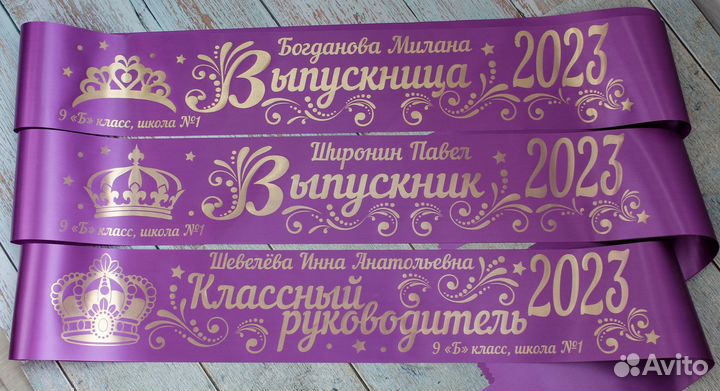 Богданова Милана
Выпускница
2023
9 «Б» класс, школа №1
Широнин Павел
Выпускник
2023
9 «Б» класс, школа №1
Шевелёва Инна Анатольевна
Классный
руководитель
2023
9 «Б» класс, школа №1
Avito